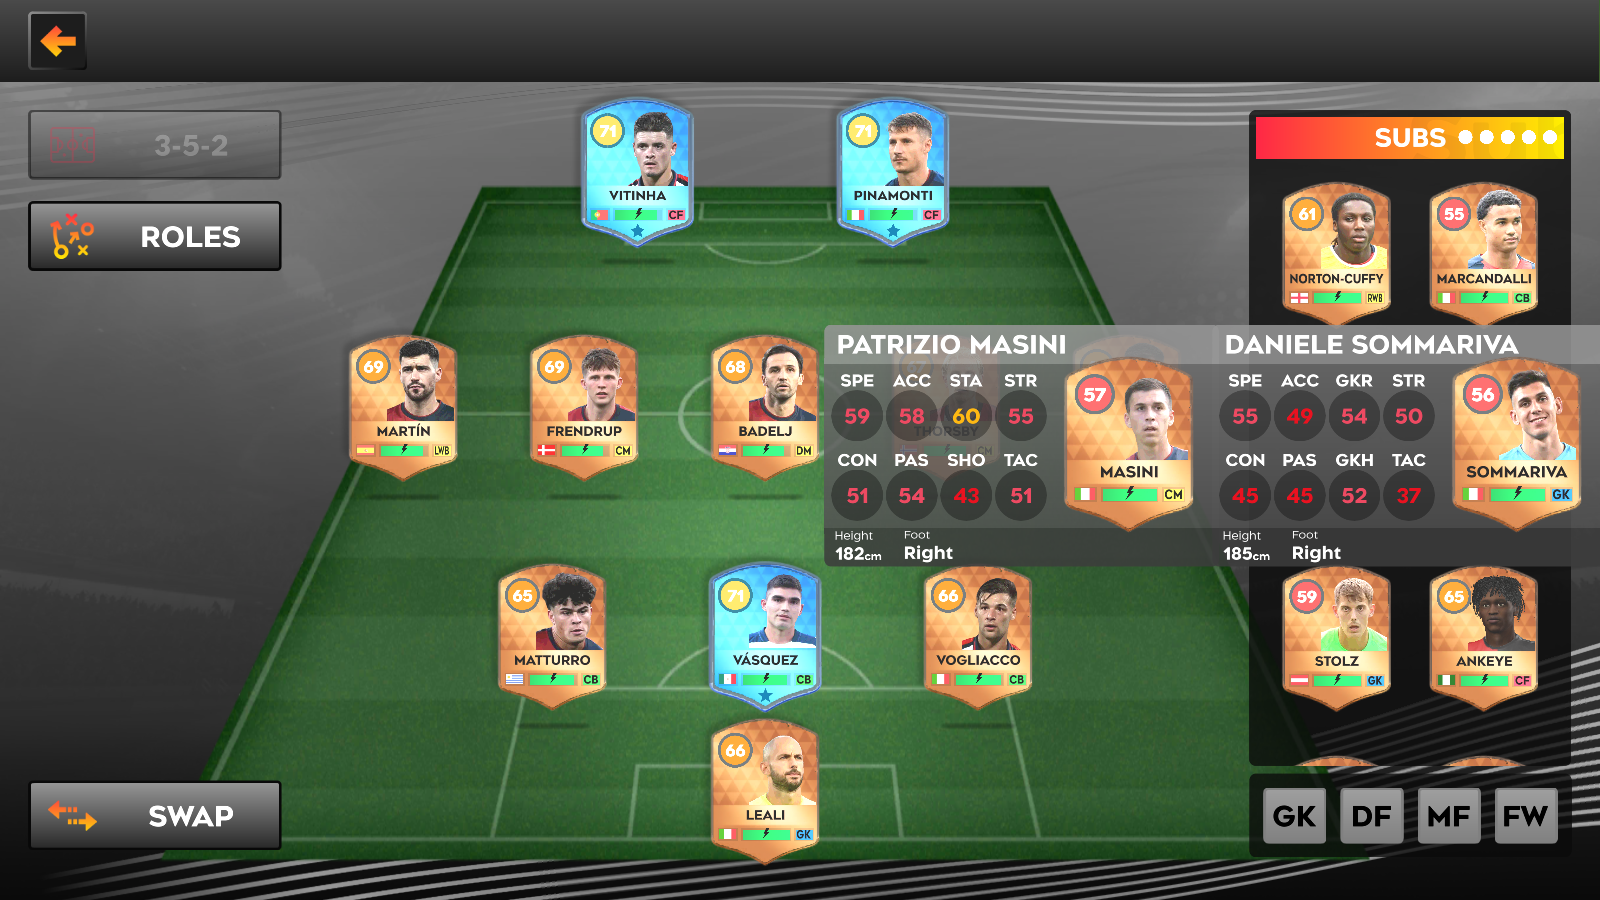 3-5-2
ROLES
SWAP
71
VITINHA
CF
71
PINAMONTI
CF
SUBS
61
NORTON-CUFFY
RWB
55
MARCANDALLI
CB
69
MARTÍN
LWB
69
FRENDRUP
CM
68
BADELJ
DM
THORSBY
CM
PATRIZIO MASINI
SPE ACC STA STR
59 58 60 55
CON PAS SHO TAC
51 54 43 51
Height Foot
182cm Right
57
MASINI
CM
DANIELE SOMMARIVA
SPE ACC GKR STR
55 49 54 50
CON PAS GKH TAC
45 45 52 37
Height Foot
185cm Right
56
SOMMARIVA
GK
65
MATTURRO
CB
71
VÁSQUEZ
CB
66
VOGLIACCO
CB
59
STOLZ
GK
65
ANKEYE
CF
66
LEALI
GK
GK DF MF FW